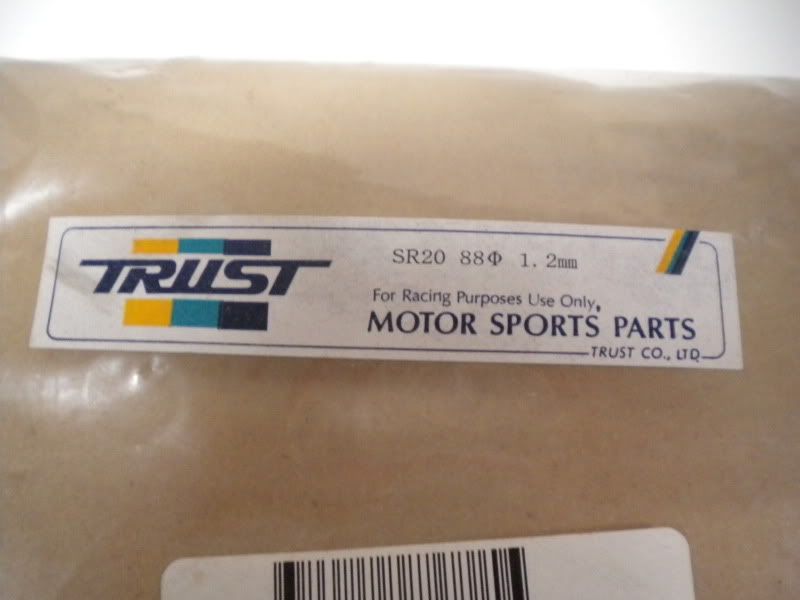 TRUST
SR20 88Φ 1.2mm
For Racing Purposes Use Only,
MOTOR SPORTS PARTS
TRUST CO., LTD